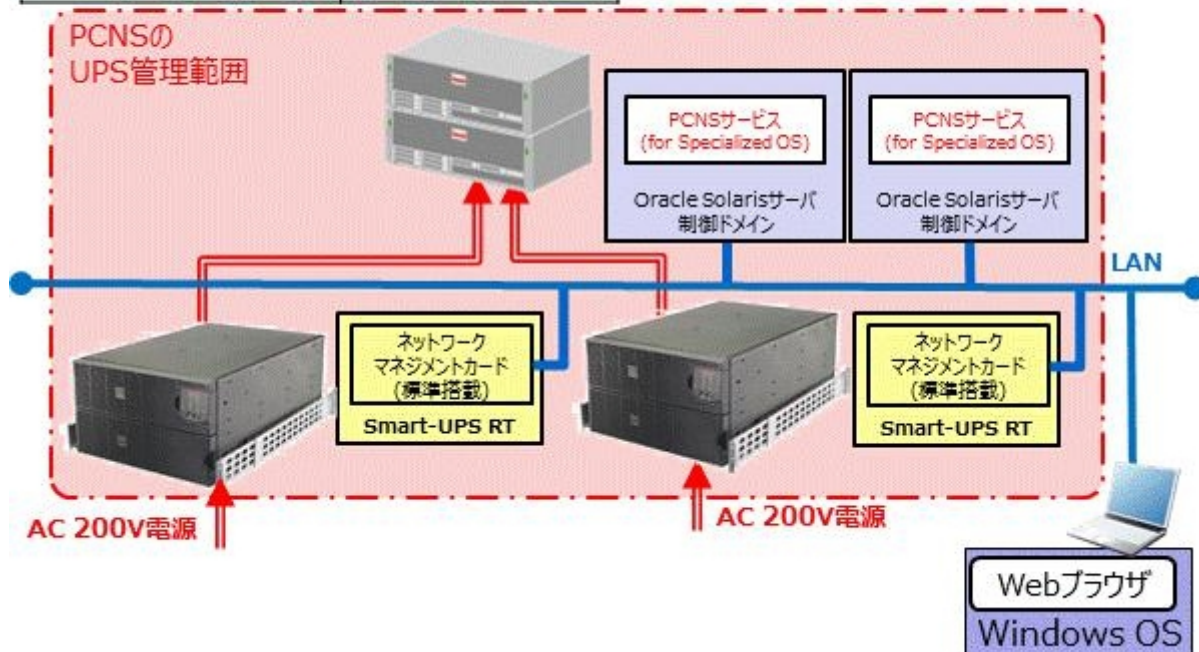 PCNSの
UPS管理範囲
PCNSサービス
(for Specialized OS)
Oracle Solarisサーバ
制御ドメイン
PCNSサービス
(for Specialized OS)
Oracle Solarisサーバ
制御ドメイン
LAN
ネットワーク
マネジメントカード
(標準搭載)
Smart-UPS RT
ネットワーク
マネジメントカード
(標準搭載)
Smart-UPS RT
AC 200V電源
AC 200V電源
Webブラウザ
Windows OS